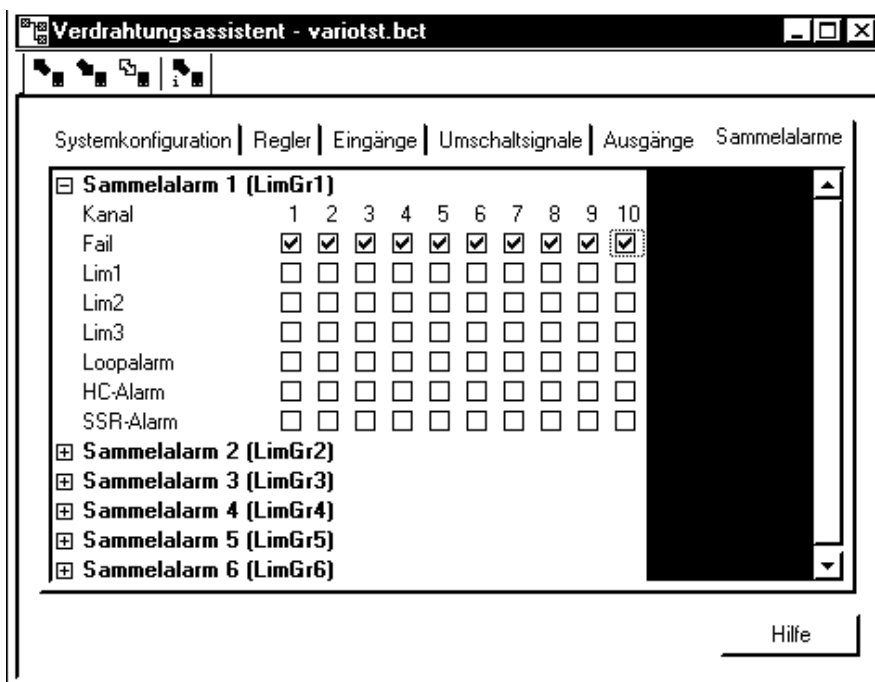 Verdrahtungsassistent - variotst.bct
Systemkonfiguration Regler Eingänge Umschaltsignale Ausgänge Sammelalarme
Sammelalarm 1 (LimGr1)
Kanal 1 2 3 4 5 6 7 8 9 10
Fail
Lim1
Lim2
Lim3
Loopalarm
HC-Alarm
SSR-Alarm
Sammelalarm 2 (LimGr2)
Sammelalarm 3 (LimGr3)
Sammelalarm 4 (LimGr4)
Sammelalarm 5 (LimGr5)
Sammelalarm 6 (LimGr6)
Hilfe